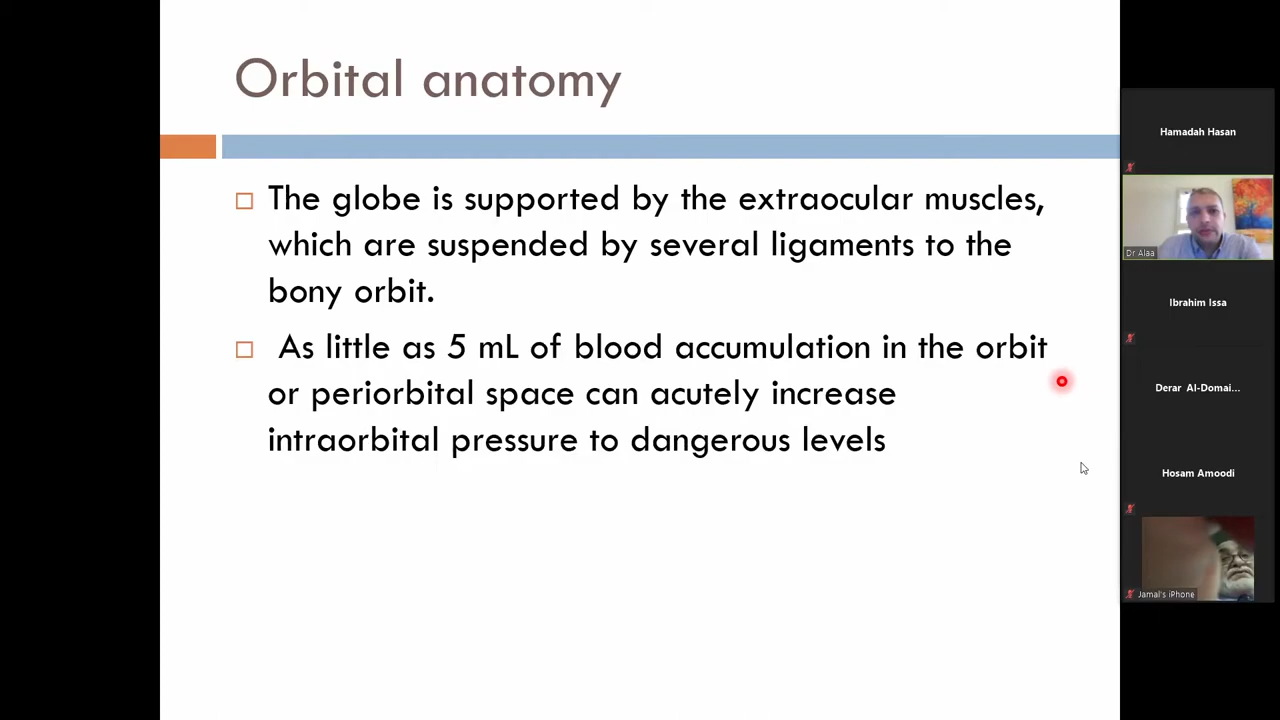 Orbital anatomy
The globe is supported by the extraocular muscles,
which are suspended by several ligaments to the
bony orbit.
As little as 5 mL of blood accumulation in the orbit
or periorbital space can acutely increase
intraorbital pressure to dangerous levels
Hamadah Hasan
Dr Alaa
Ibrahim Issa
Derar Al-Domai...
Hosam Amoodi
Jamal's iPhone